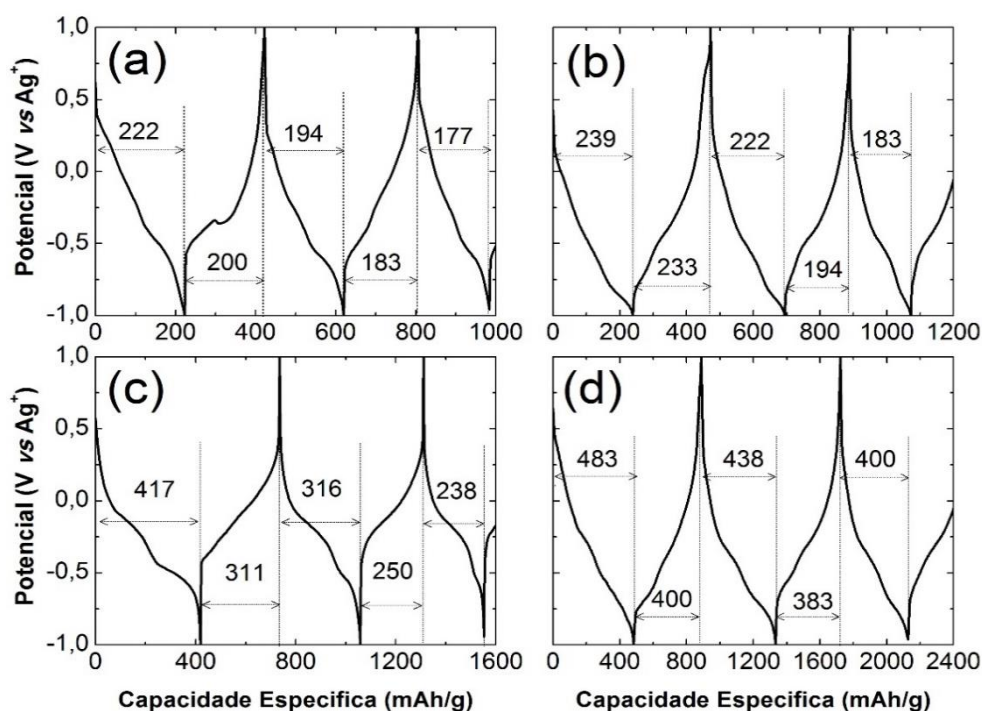 Potencial (V vs Ag+)
1,0
0,5
0,0
-0,5
-1,0
(a)
222
194
177
200
183
0 200 400 600 800 1000
(b)
239
222
183
233
194
0 200 400 600 800 1000 1200
Potencial (V vs Ag+)
1,0
0,5
0,0
-0,5
-1,0
(c)
417
316
238
311
250
0 400 800 1200 1600
Capacidade Especifica (mAh/g)
(d)
483
438
400
400
383
0 400 800 1200 1600 2000 2400
Capacidade Especifica (mAh/g)